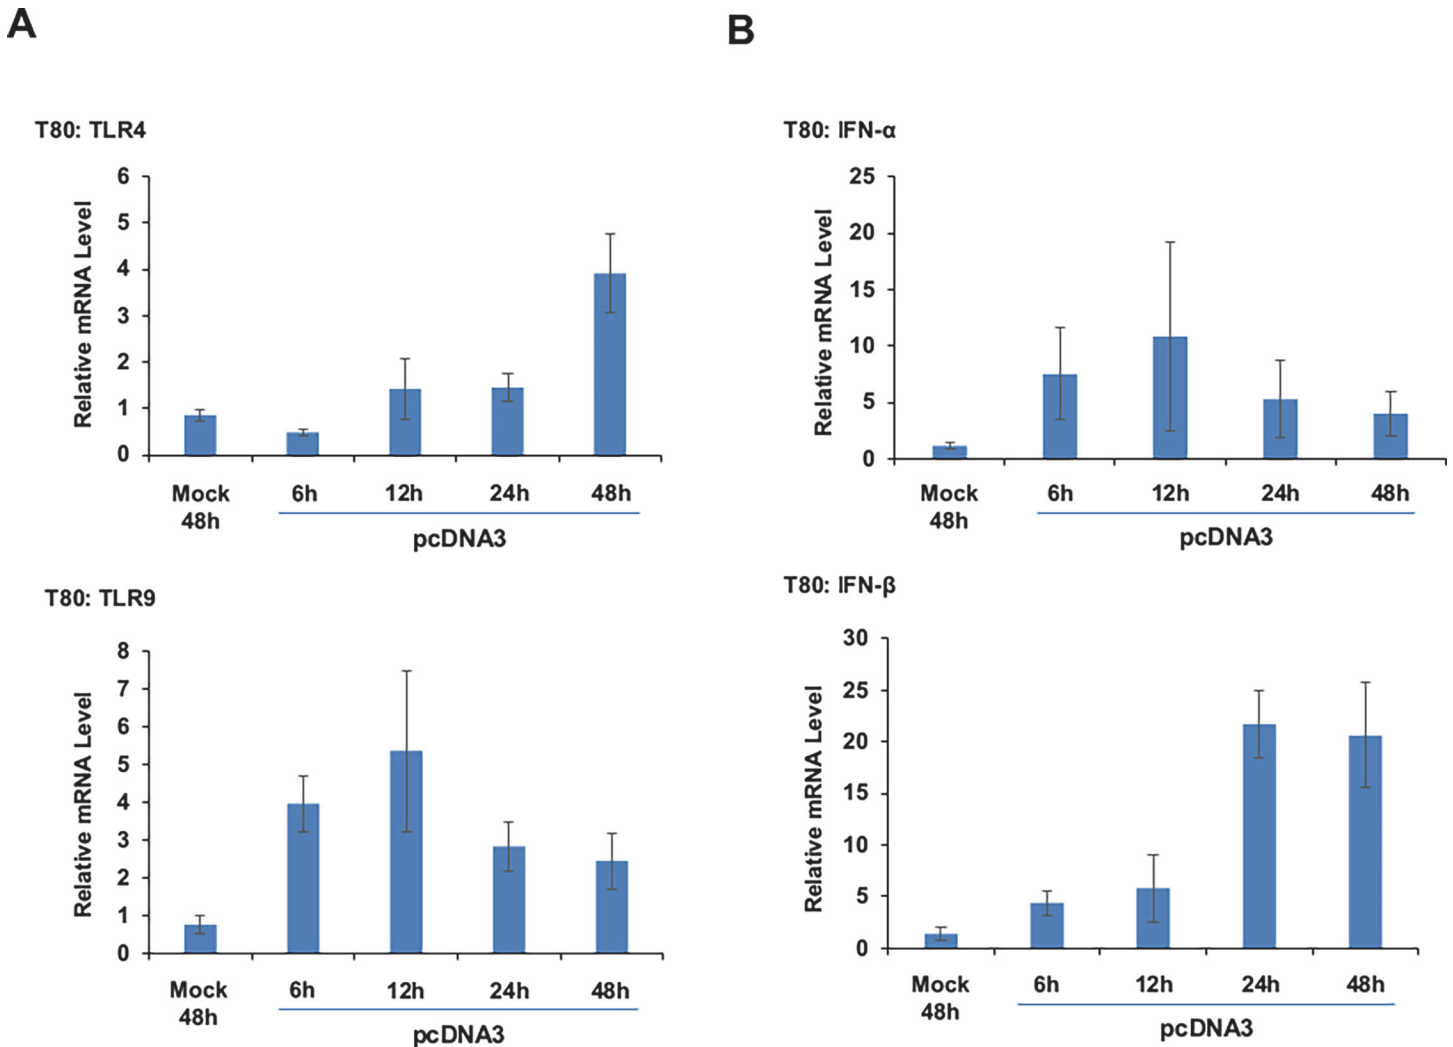 A
T80: TLR4
Relative mRNA Level
6
5
4
3
2
1
0
Mock 48h
6h
12h
24h
48h
pcDNA3
T80: TLR9
Relative mRNA Level
8
7
6
5
4
3
2
1
0
Mock 48h
6h
12h
24h
48h
pcDNA3
B
T80: IFN-α
Relative mRNA Level
25
20
15
10
5
0
Mock 48h
6h
12h
24h
48h
pcDNA3
T80: IFN-β
Relative mRNA Level
30
25
20
15
10
5
0
Mock 48h
6h
12h
24h
48h
pcDNA3